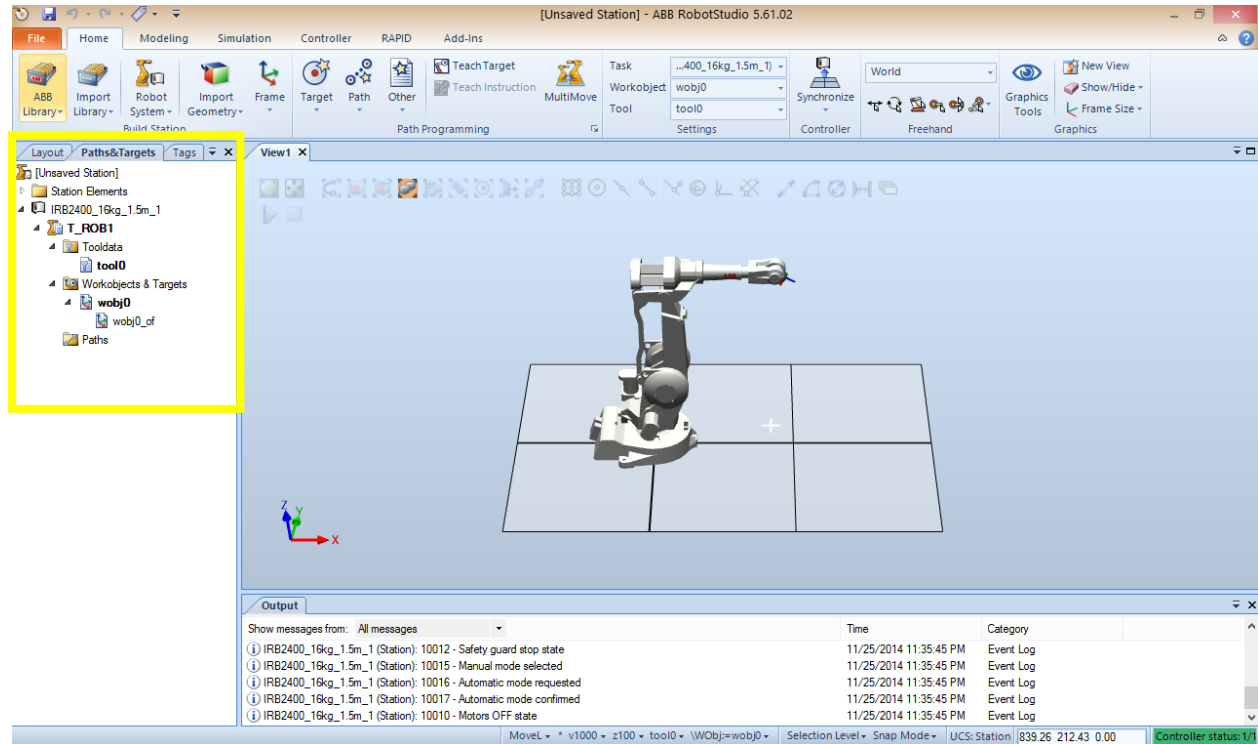 [Unsaved Station] - ABB RobotStudio 5.61.02
File Home Modeling Simulation Controller RAPID Add-Ins
ABB Library
Import Library
Robot System
Import Geometry
Build Station
Frame
Target
Path
Other
Teach Target
Teach Instruction
MultiMove
Path Programming
Task ...400_16kg_1.5m_1)
Workobject wobj0
Tool tool0
Settings
Synchronize
Controller
World
Freehand
Graphics Tools
New View
Show/Hide
Frame Size
Graphics
Layout Paths&Targets Tags
[Unsaved Station]
Station Elements
IRB2400_16kg_1.5m_1
T_ROB1
Tooldata
tool0
Workobjects & Targets
wobj0
wobj0_of
Paths
View1
Z
Y
X
ABB
Output
Show messages from: All messages Time Category
IRB2400_16kg_1.5m_1 (Station): 10012 - Safety guard stop state 11/25/2014 11:35:45 PM Event Log
IRB2400_16kg_1.5m_1 (Station): 10015 - Manual mode selected 11/25/2014 11:35:45 PM Event Log
IRB2400_16kg_1.5m_1 (Station): 10016 - Automatic mode requested 11/25/2014 11:35:45 PM Event Log
IRB2400_16kg_1.5m_1 (Station): 10017 - Automatic mode confirmed 11/25/2014 11:35:45 PM Event Log
IRB2400_16kg_1.5m_1 (Station): 10010 - Motors OFF state 11/25/2014 11:35:45 PM Event Log
MoveL * v1000 z100 tool0 \WObj:=wobj0 Selection Level Snap Mode UCS: Station 839.26 212.43 0.00 Controller status: 1/1